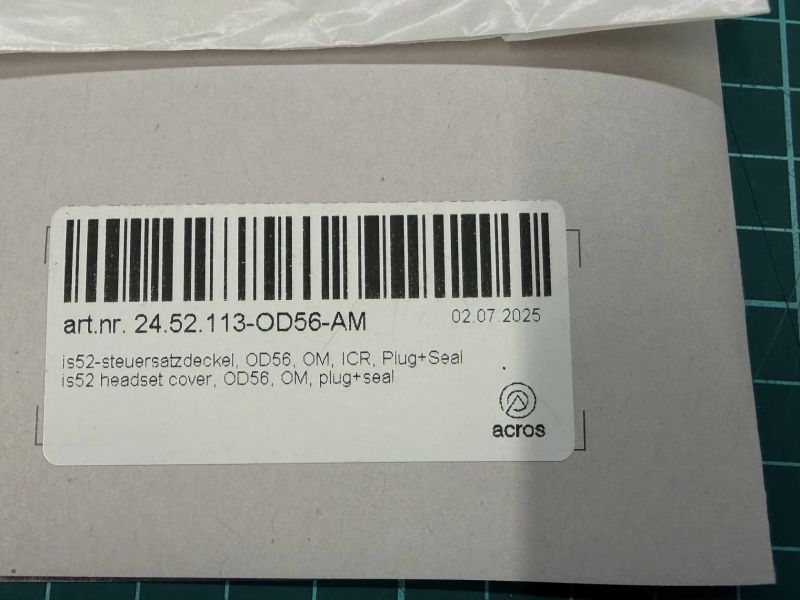 art.nr. 24.52.113-OD56-AM
02.07.2025
is52-steuersatzdeckel, OD56, OM, ICR, Plug+Seal
is52 headset cover, OD56, OM, plug+seal
acros